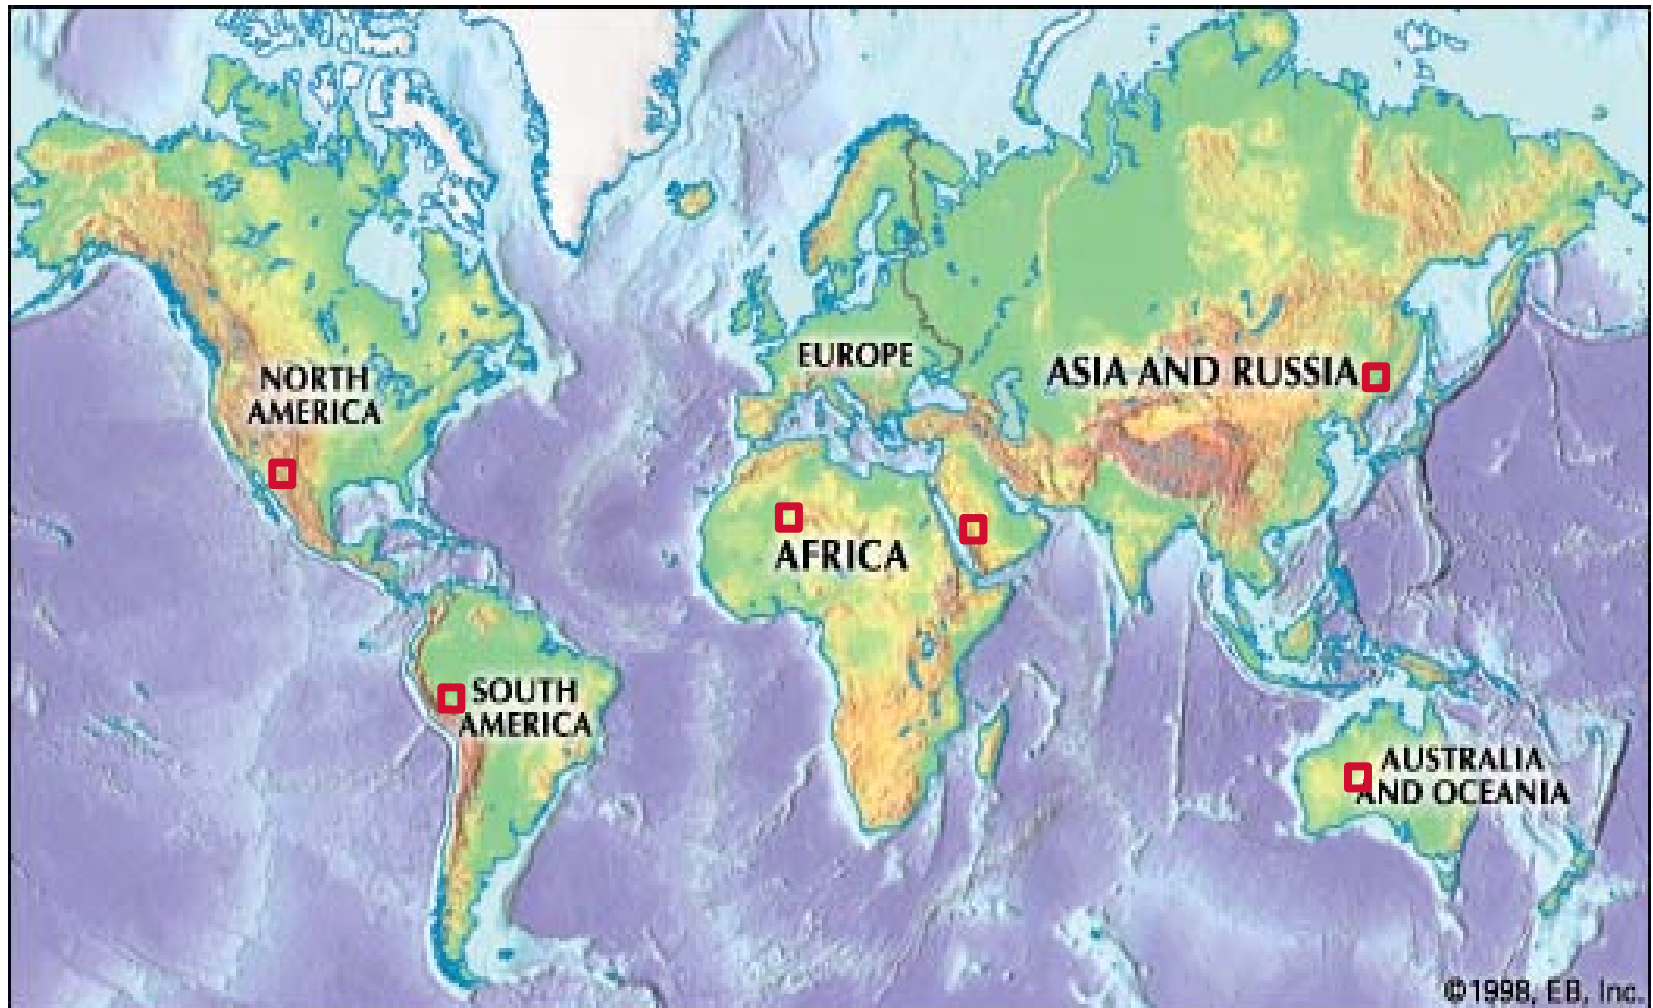 NORTH
AMERICA
EUROPE
ASIA AND RUSSIA
AFRICA
SOUTH
AMERICA
AUSTRALIA
AND OCEANIA
©1998, EB, Inc.